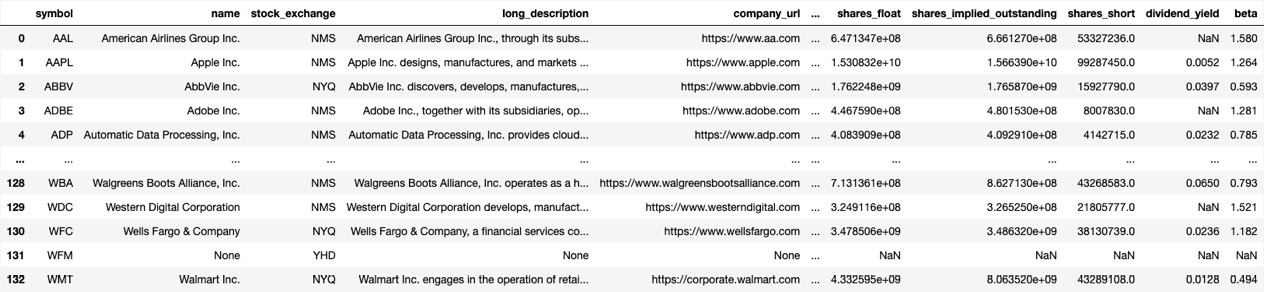 symbol name stock_exchange long_description company_url ... shares_float shares_implied_outstanding shares_short dividend_yield beta
0 AAL American Airlines Group Inc. NMS American Airlines Group Inc., through its subs... https://www.aa.com ... 6.471347e+08 6.661270e+08 53327236.0 NaN 1.580
1 AAPL Apple Inc. NMS Apple Inc. designs, manufactures, and markets ... https://www.apple.com ... 1.530832e+10 1.566390e+10 99287450.0 0.0052 1.264
2 ABBV AbbVie Inc. NYQ AbbVie Inc. discovers, develops, manufactures,... https://www.abbvie.com ... 1.762248e+09 1.765870e+09 15927790.0 0.0397 0.593
3 ADBE Adobe Inc. NMS Adobe Inc., together with its subsidiaries, op... https://www.adobe.com ... 4.467590e+08 4.801530e+08 8007830.0 NaN 1.281
4 ADP Automatic Data Processing, Inc. NMS Automatic Data Processing, Inc. provides cloud... https://www.adp.com ... 4.083909e+08 4.092910e+08 4142715.0 0.0232 0.785
... ... ... ... ... ... ... ... ... ... ... ...
128 WBA Walgreens Boots Alliance, Inc. NMS Walgreens Boots Alliance, Inc. operates as a h... https://www.walgreensbootsalliance.com ... 7.131361e+08 8.627130e+08 43268583.0 0.0650 0.793
129 WDC Western Digital Corporation NMS Western Digital Corporation develops, manufact... https://www.westerndigital.com ... 3.249116e+08 3.265250e+08 21805777.0 NaN 1.521
130 WFC Wells Fargo & Company NYQ Wells Fargo & Company, a financial services co... https://www.wellsfargo.com ... 3.478506e+09 3.486320e+09 38130739.0 0.0236 1.182
131 WFM None YHD None None ... NaN NaN NaN NaN NaN
132 WMT Walmart Inc. NYQ Walmart Inc. engages in the operation of retai... https://corporate.walmart.com ... 4.332595e+09 8.063520e+09 43289108.0 0.0128 0.494